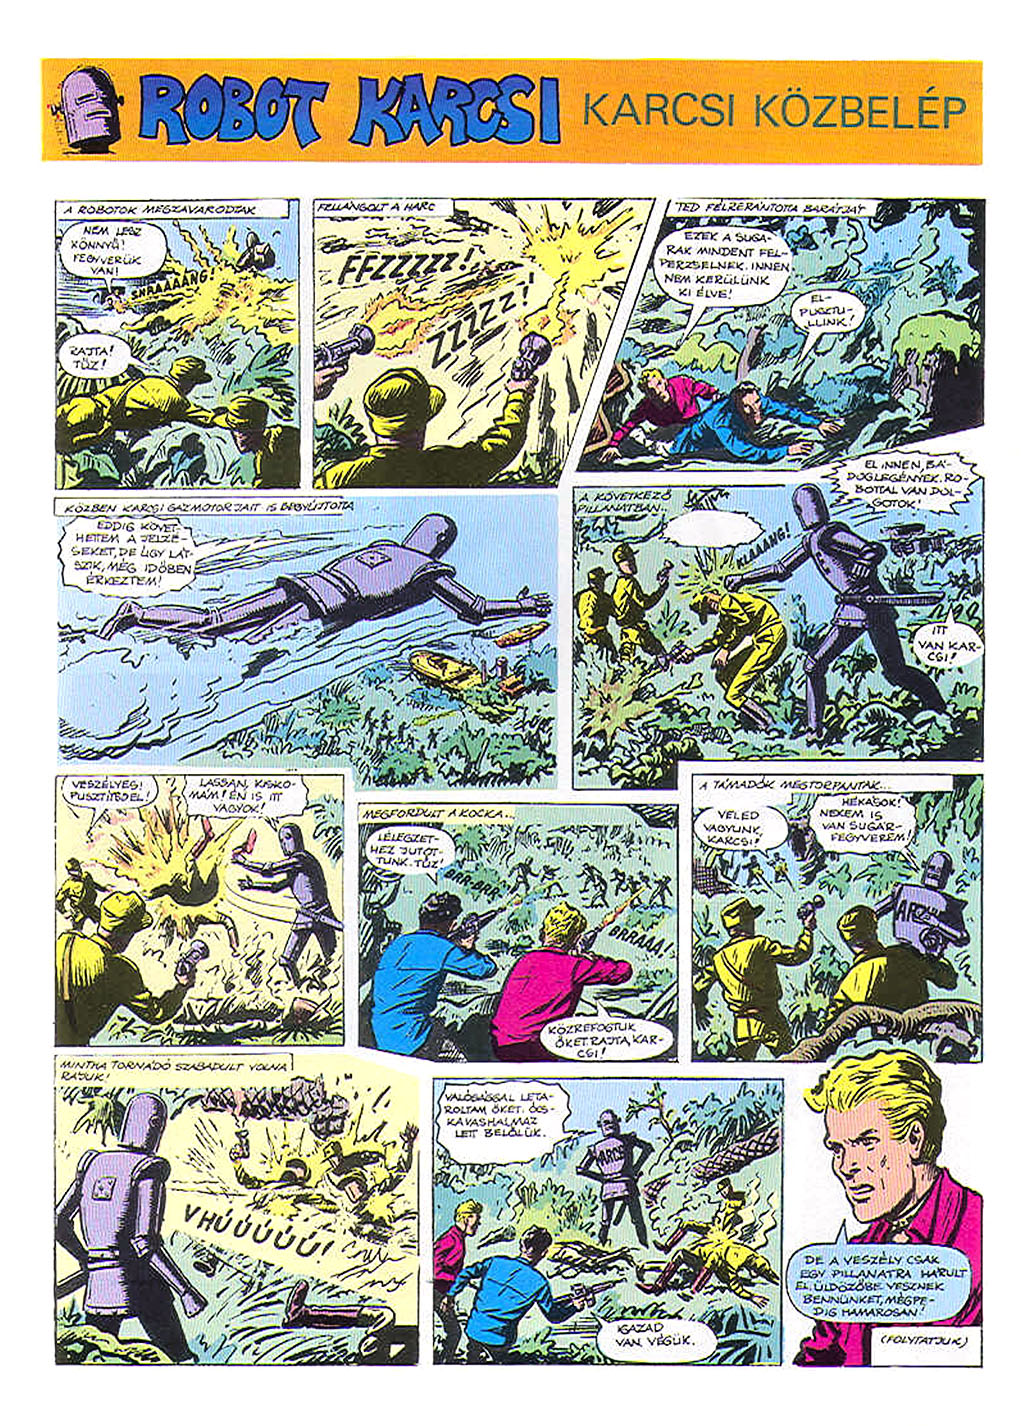 ROBOT KARCSI
KARCSI KÖZBELÉP
A ROBOTOK MEGZAVARODTAK
NEM LESZ
KÖNNYŰ!
FEGYVERÜK
VAN!
SNRAAAAANG!
RAJTA!
TŰZ!
FELLÁNGOLT A HARC
FFZZZZZZ!
ZZZZZ!
TED FÉLRERÁNTOTTA BARÁTJÁT
EZEK A SUGA-
RAK MINDENT FEL-
PERZSELNEK. INNEN
NEM KERÜLÜNK
KI ÉLVE!
EL-
PUSZTU-
LUNK!
KÖZBEN KARCSI GÁZMOTORJAIT IS BEGYÚJTOTTA
EDDIG KÖVET-
HETTEM A JELZÉ-
SEKET, DE ÚGY LÁT-
SZIK, MÉG IDŐBEN
ÉRKEZTEM!
A KÖVETKEZŐ
PILLANATBAN..
KLAAANG!
EL INNEN, BÁ-
DOGLEGÉNYEK. RO-
BOTTAL VAN DOL-
GOTOK!
ITT
VAN KAR-
CSI!
VESZÉLYES!
PUSZTÍTSD EL!
LASSAN, KISKO-
MÁM! ÉN IS ITT
VAGYOK!
MEGFORDULT A KOCKA...
LÉLEGZET-
HEZ JUTOT-
TUNK. TŰZ!
BRR-BRR
BRRAAA!
KÖZREFOGTUK
ŐKET. RAJTA, KAR-
CSI!
A TÁMADÓK MEGTORPANTAK...
VELED
VAGYUNK,
KARCSI!
HÉKÁSOK!
NEKEM IS
VAN SUGÁR-
FEGYVEREM!
MINTHA TORNÁDÓ SZABADULT VOLNA
RÁJUK!
VHÚÚÚÚÚÚ!
VALÓSÁGGAL LETA-
ROLTAM ŐKET. ÓCS-
KAVASHALMAZ
LETT BELŐLÜK.
IGAZAD
VAN, VÉGÜK.
DE A VESZÉLY CSAK
EGY PILLANATRA HÁRULT
EL, ÜLDÖZŐBE VESZNEK
BENNÜNKET, MÉGPE-
DIG HAMAROSAN!
(FOLYTATJUK)